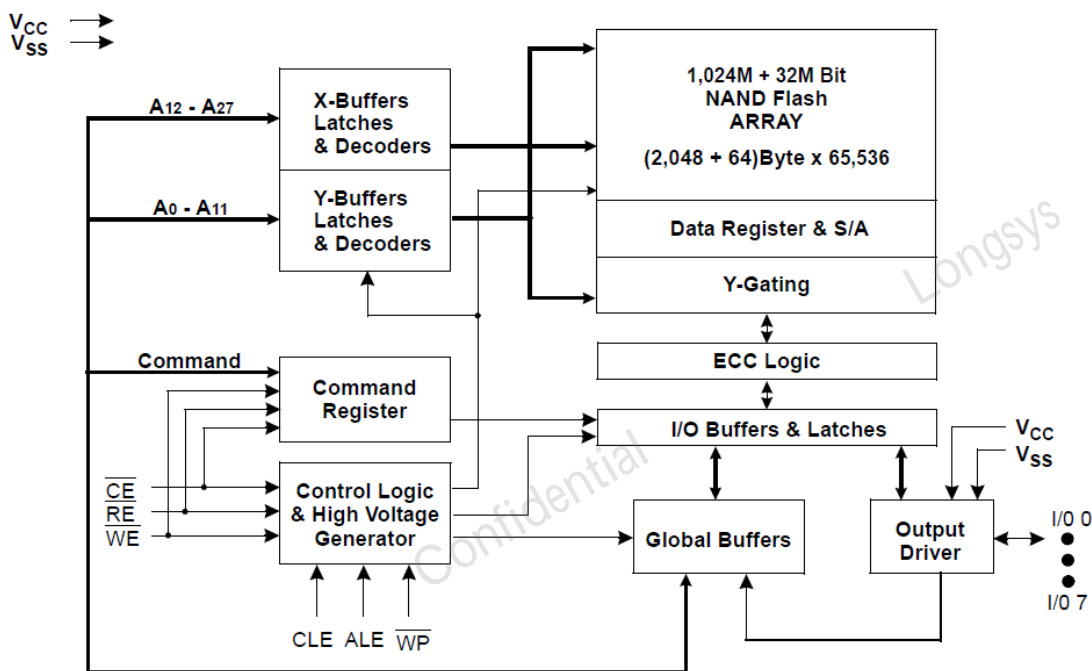 VCC
VSS
A12 - A27
X-Buffers
Latches
& Decoders
A0 - A11
Y-Buffers
Latches
& Decoders
1,024M + 32M Bit
NAND Flash
ARRAY
(2,048 + 64)Byte x 65,536
Data Register & S/A
Y-Gating
Longsys
ECC Logic
Command
Command
Register
I/O Buffers & Latches
VCC
VSS
CE
RE
WE
Control Logic
& High Voltage
Generator
Confidential
Global Buffers
Output
Driver
I/0 0
I/0 7
CLE ALE WP